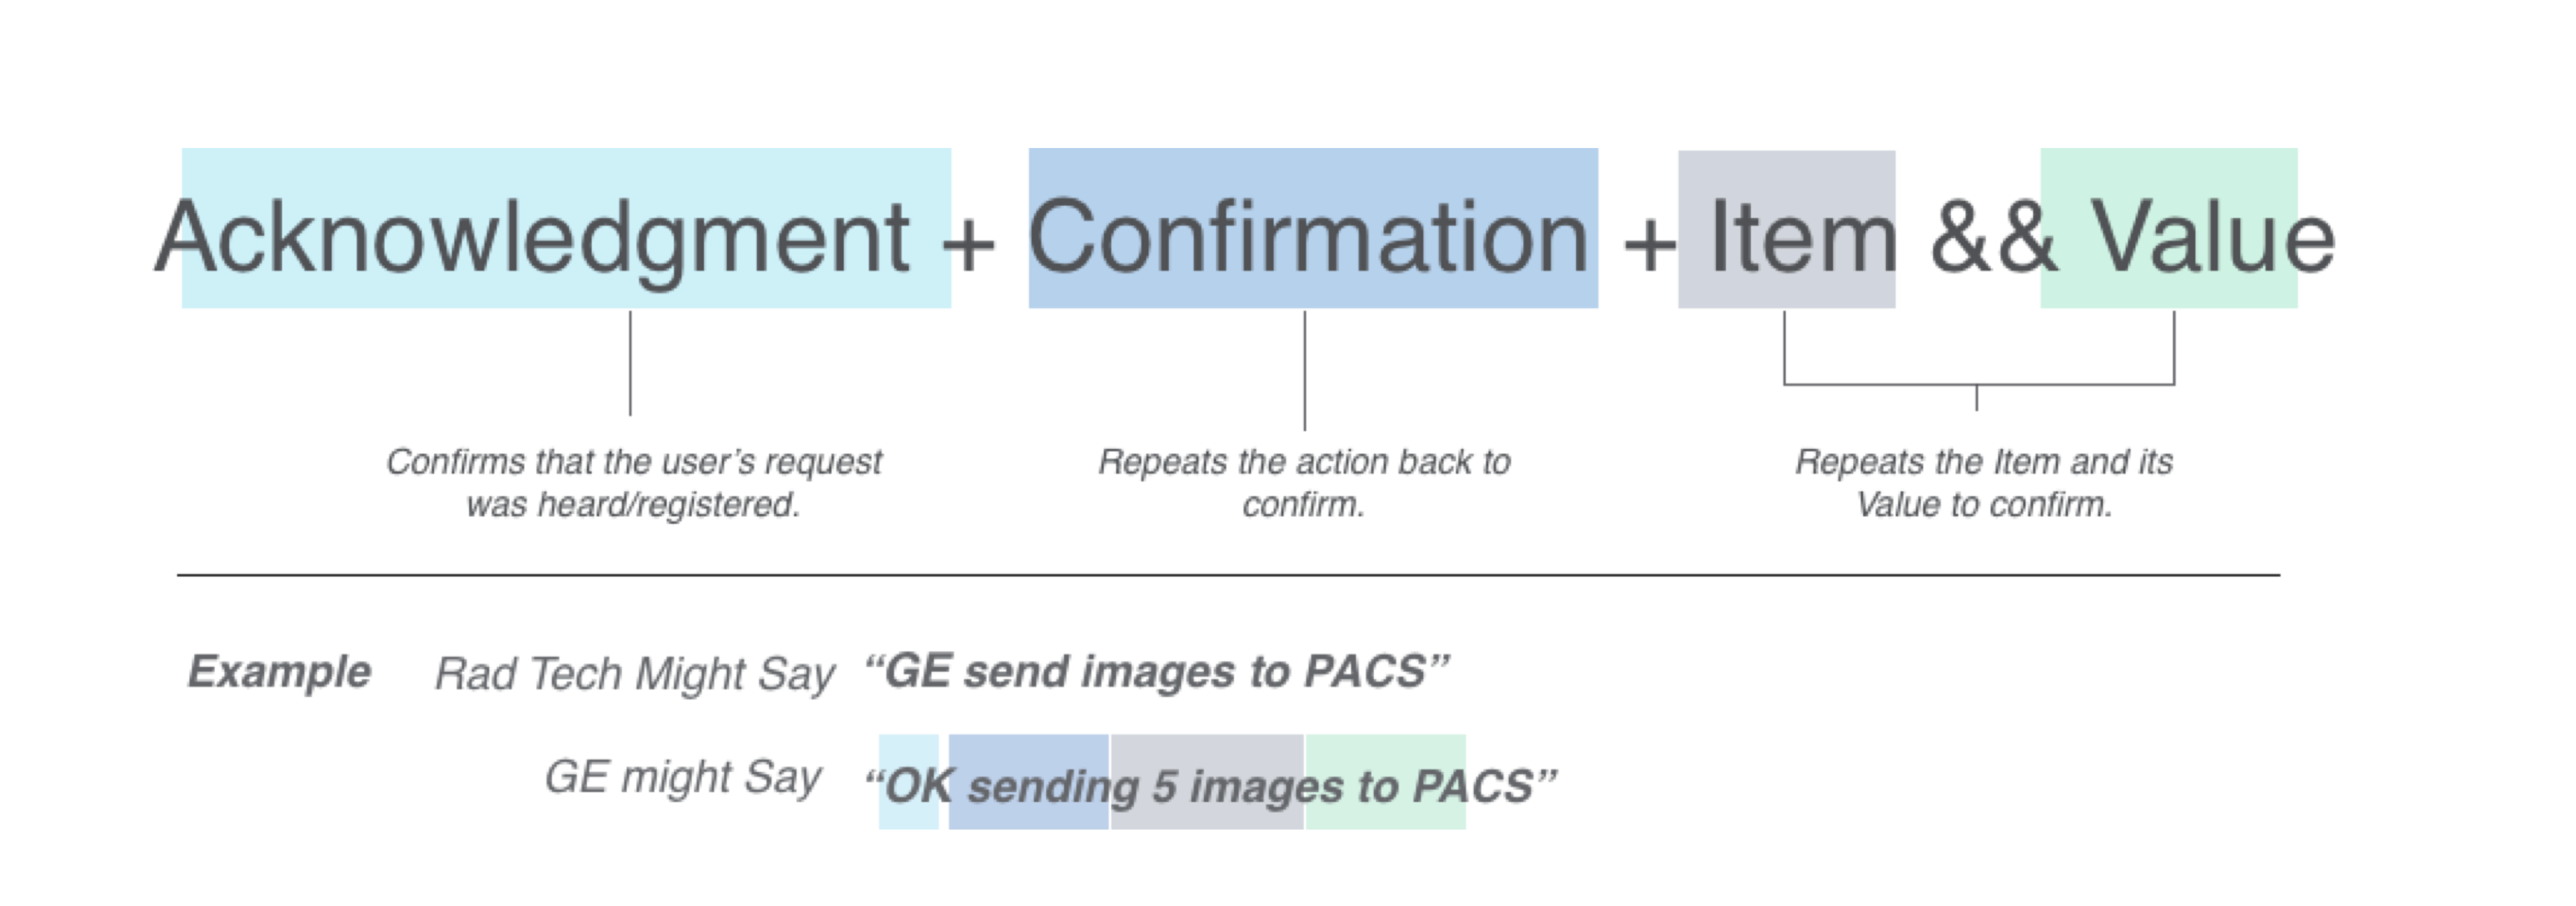 Acknowledgment + Confirmation + Item && Value
Confirms that the user’s request
was heard/registered.
Repeats the action back to
confirm.
Repeats the Item and its
Value to confirm.
Example Rad Tech Might Say “GE send images to PACS”
GE might Say “OK sending 5 images to PACS”